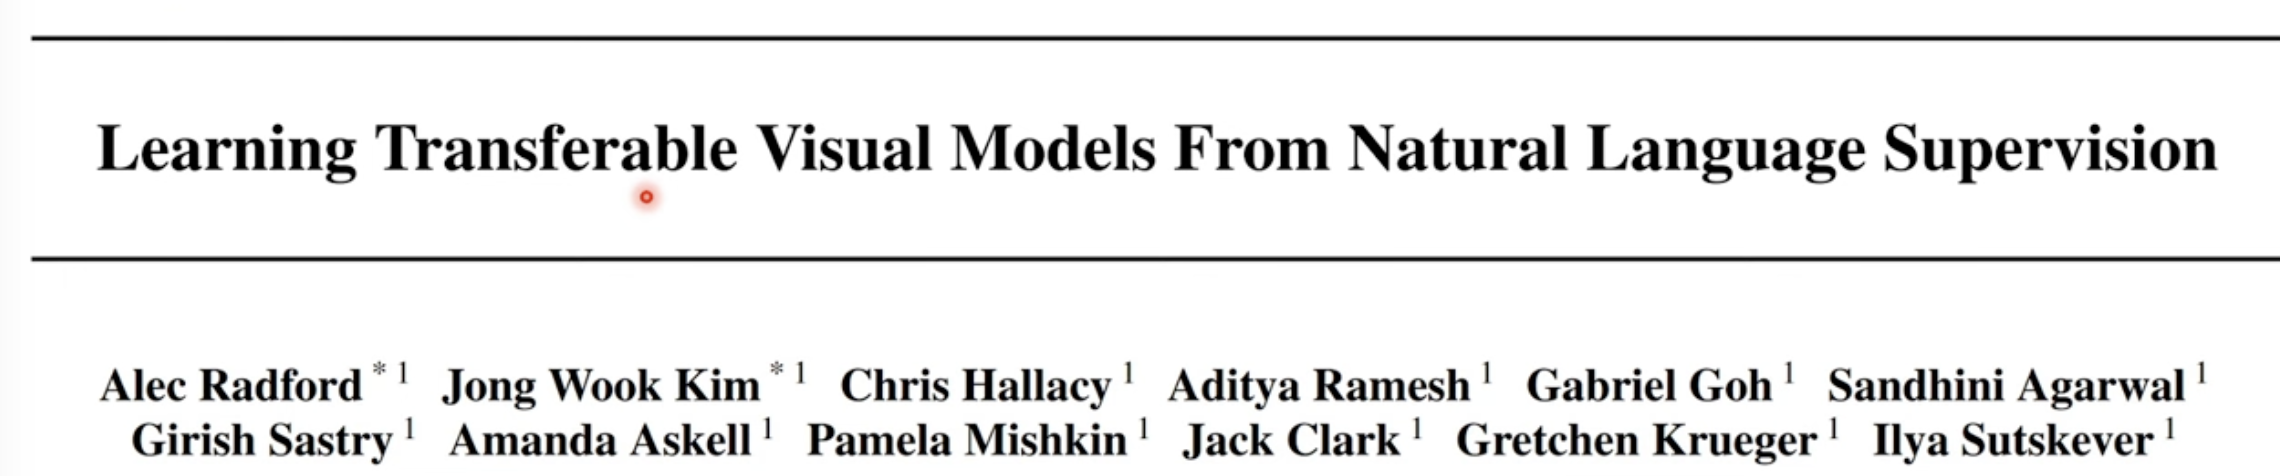 Learning Transferable Visual Models From Natural Language Supervision
Alec Radford * 1 Jong Wook Kim * 1 Chris Hallacy 1 Aditya Ramesh 1 Gabriel Goh 1 Sandhini Agarwal 1
Girish Sastry 1 Amanda Askell 1 Pamela Mishkin 1 Jack Clark 1 Gretchen Krueger 1 Ilya Sutskever 1